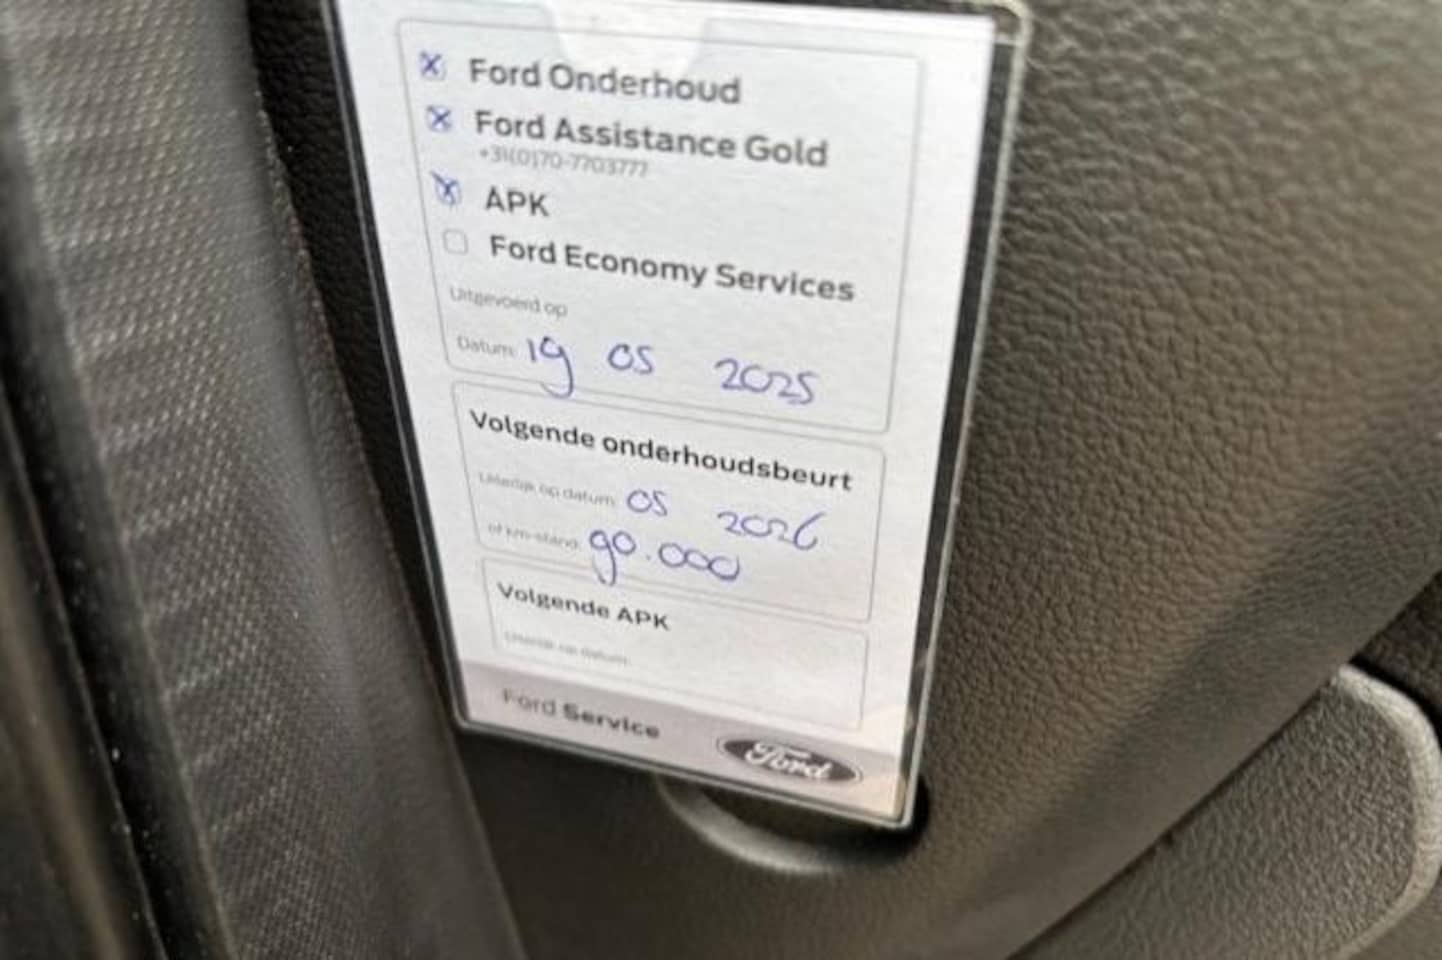 Ford Onderhoud
Ford Assistance Gold
+31(0)70-7703777
APK
Ford Economy Services
Uitgevoerd op
Datum: 19 05 2025
Volgende onderhoudsbeurt
Uiterlijk op datum: 05 2026
of km-stand: 90.000
Volgende APK
Uiterlijk op datum:
Ford Service
Ford